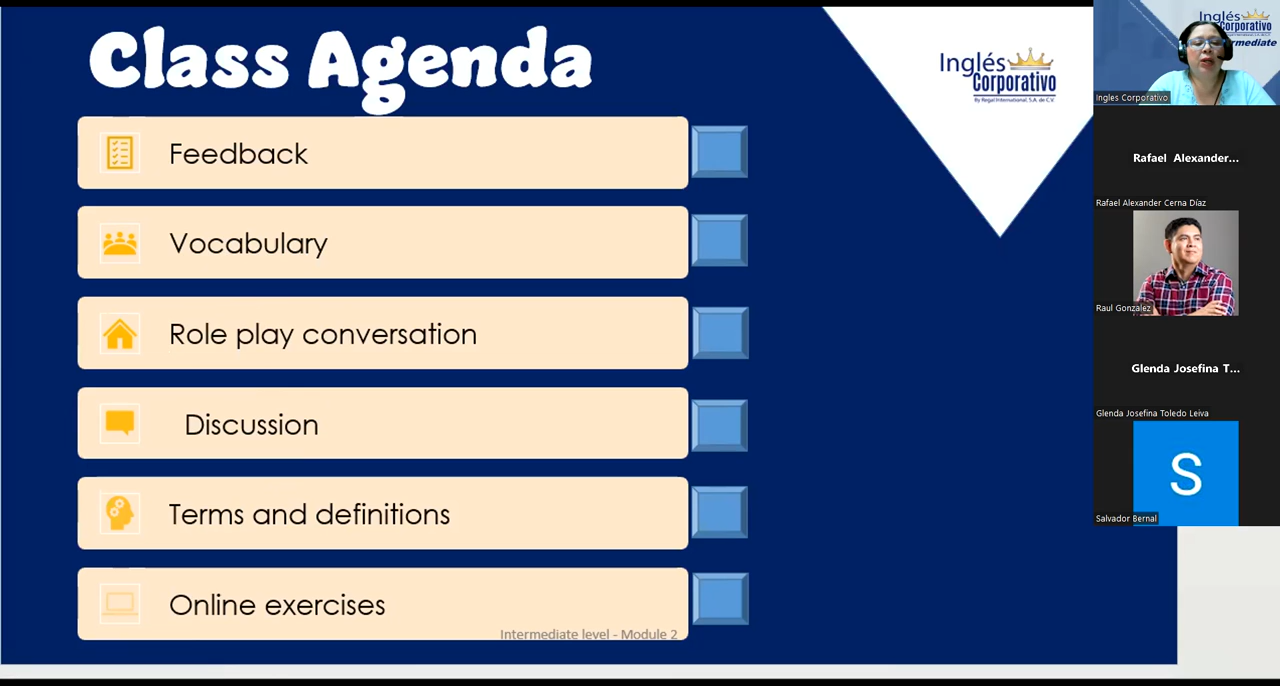 Class Agenda
Inglés
Corporativo
By Regal International, S.A. de C.V.
Feedback
Vocabulary
Role play conversation
Discussion
Terms and definitions
Online exercises
Intermediate level - Module 2
Inglés
Corporativo
Ingles Corporativo
Rafael Alexander...
Rafael Alexander Cerna Díaz
Raul Gonzalez
Glenda Josefina T...
Glenda Josefina Toledo Leiva
S
Salvador Bernal